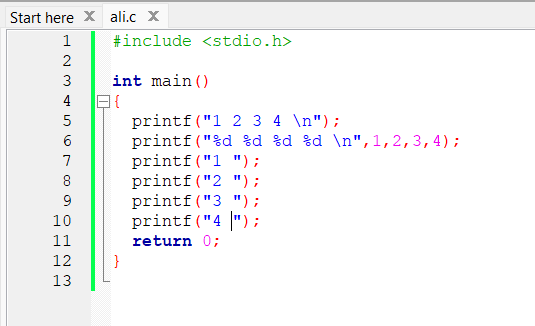 Start here X ali.c X
1 #include <stdio.h>
2
3 int main()
4 {
5 printf("1 2 3 4 \n");
6 printf("%d %d %d %d \n",1,2,3,4);
7 printf("1 ");
8 printf("2 ");
9 printf("3 ");
10 printf("4 ");
11 return 0;
12 }
13